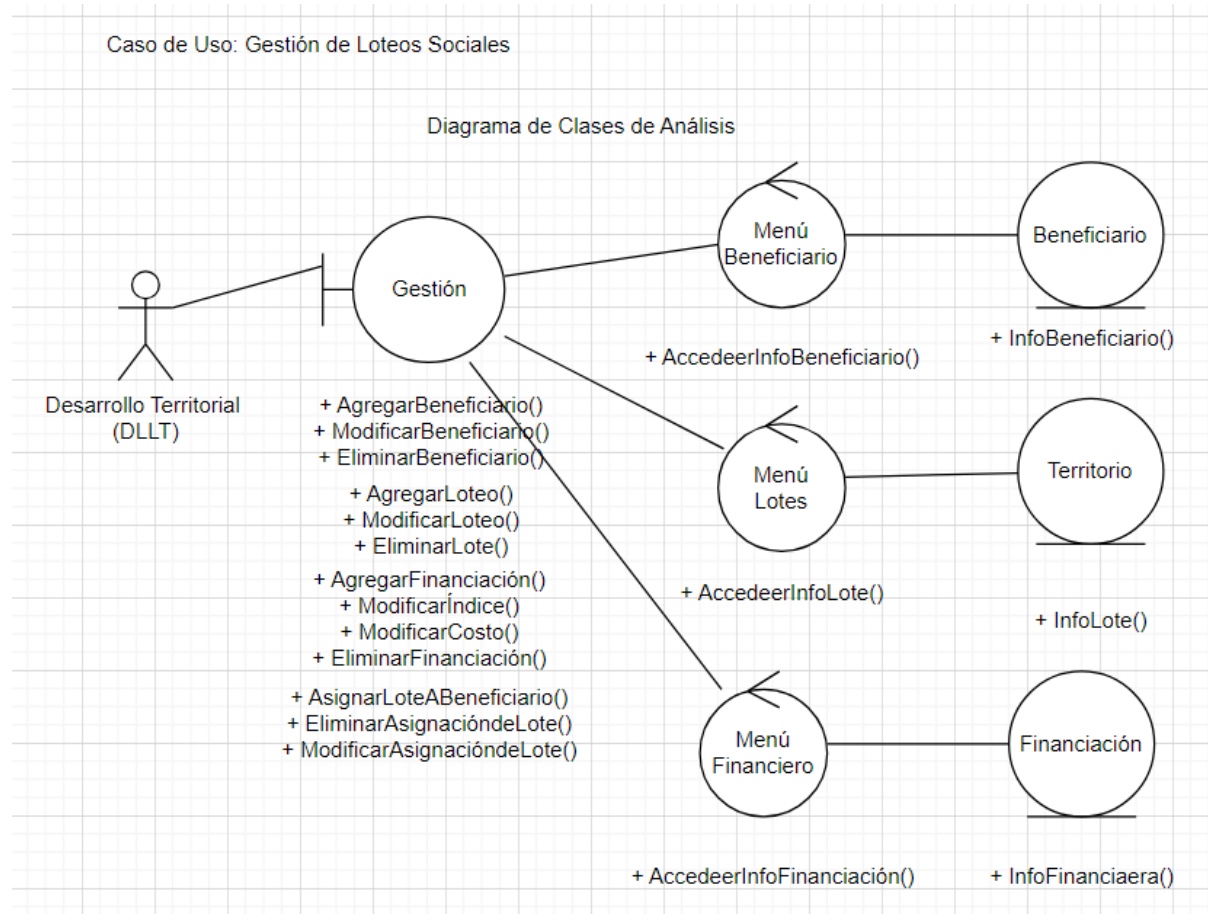 Caso de Uso: Gestión de Loteos Sociales
Diagrama de Clases de Análisis
Menú
Beneficiario
Beneficiario
Gestión
+ InfoBeneficiario()
+ AccedeerInfoBeneficiario()
Desarrollo Territorial
(DLLT)
+ AgregarBeneficiario()
+ ModificarBeneficiario()
+ EliminarBeneficiario()
+ AgregarLoteo()
+ ModificarLoteo()
+ EliminarLote()
+ AgregarFinanciación()
+ ModificarÍndice()
+ ModificarCosto()
+ EliminarFinanciación()
+ AsignarLoteABeneficiario()
+ EliminarAsignacióndeLote()
+ ModificarAsignacióndeLote()
Menú
Lotes
Territorio
+ AccedeerInfoLote()
+ InfoLote()
Menú
Financiero
Financiación
+ AccedeerInfoFinanciación()
+ InfoFinanciaera()